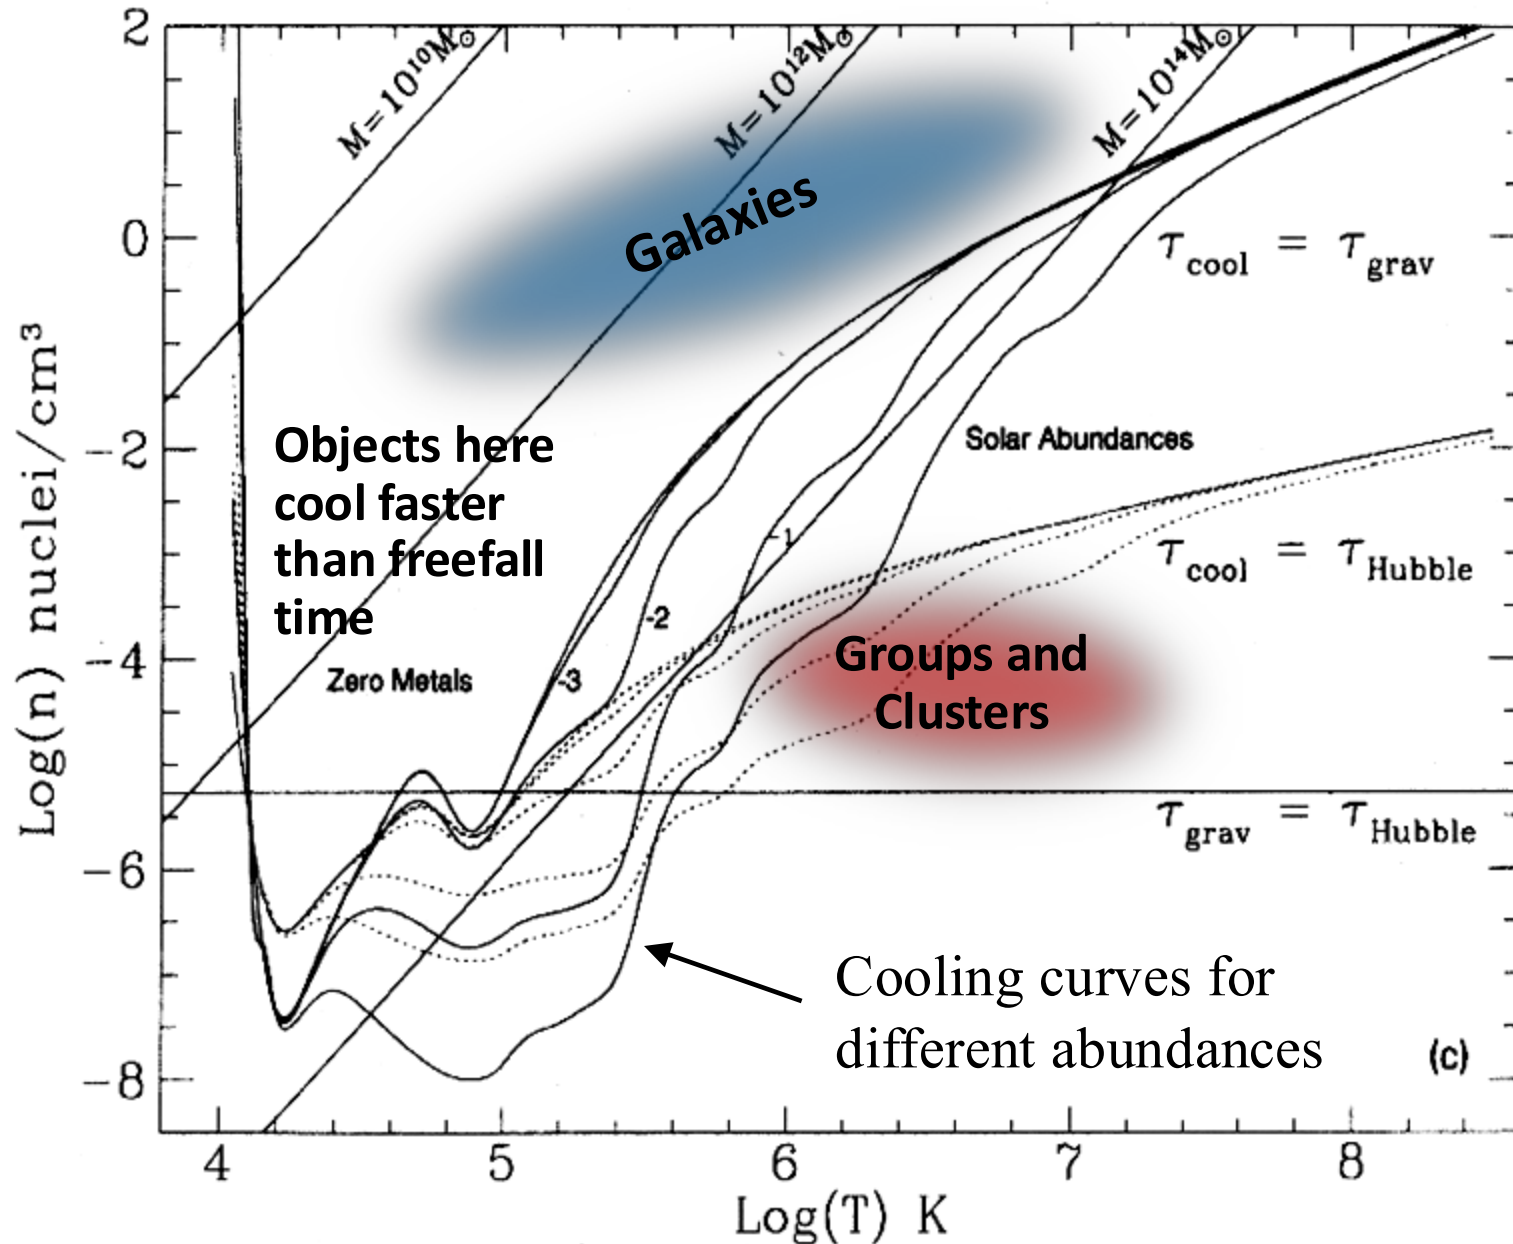 2
0
−2
−4
−6
−8
Log(n) nuclei/cm³
M=10¹⁰M⊙
M=10¹²M⊙
M=10¹⁴M⊙
Galaxies
τcool = τgrav
Objects here
cool faster
than freefall
time
Solar Abundances
-1
τcool = τHubble
-2
Zero Metals
-3
Groups and
Clusters
τgrav = τHubble
Cooling curves for
different abundances
(c)
4
5
6
7
8
Log(T) K